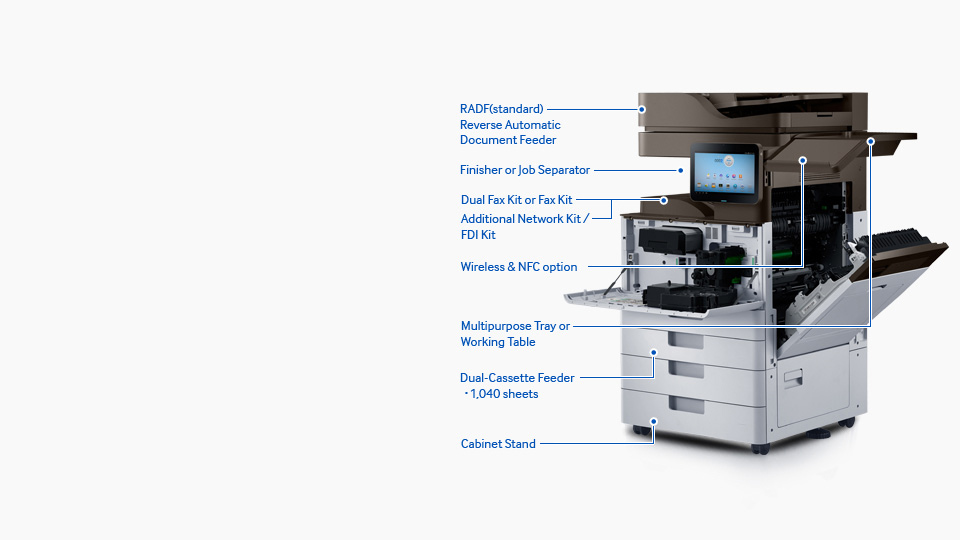 RADF(standard)
Reverse Automatic
Document Feeder
Finisher or Job Separator
Dual Fax Kit or Fax Kit
Additional Network Kit /
FDI Kit
Wireless & NFC option
Multipurpose Tray or
Working Table
Dual-Cassette Feeder
· 1,040 sheets
Cabinet Stand